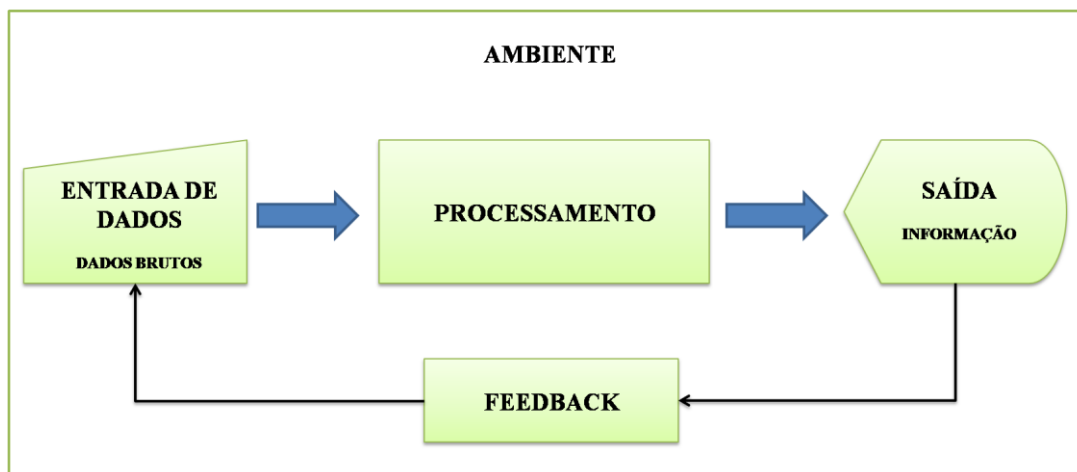 AMBIENTE
ENTRADA DE
DADOS
DADOS BRUTOS
PROCESSAMENTO
SAÍDA
INFORMAÇÃO
FEEDBACK